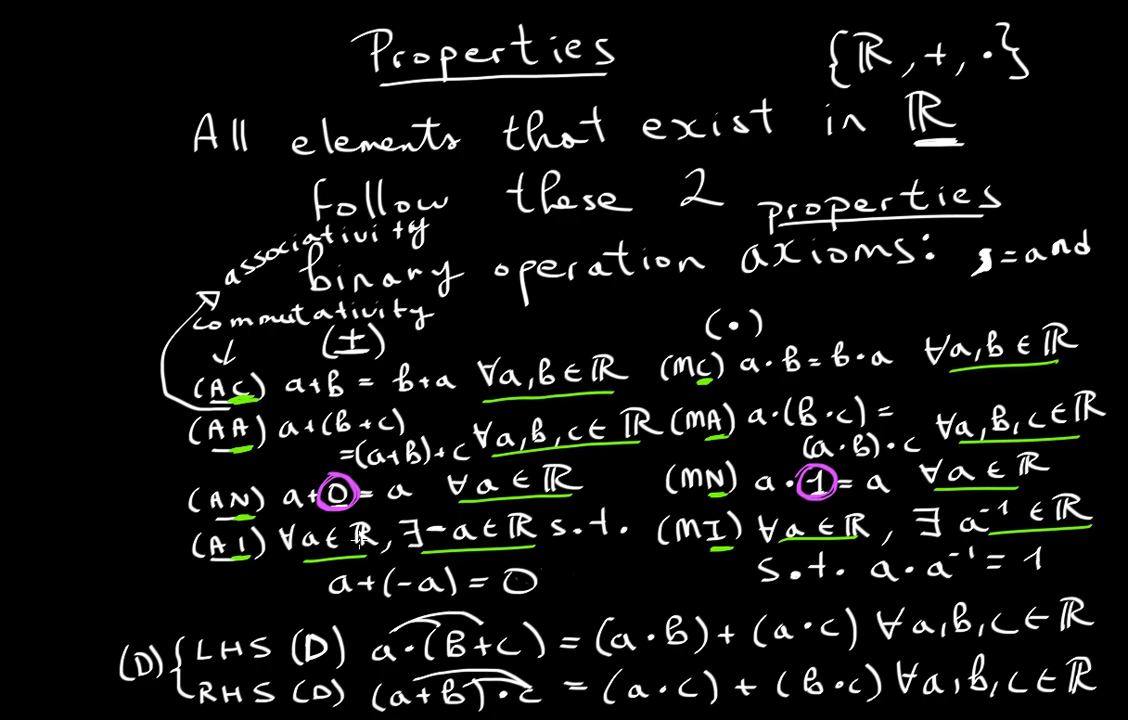 Properties {ℝ, +, ·}
All elements that exist in ℝ
follow these 2 properties
associativity
binary operation axioms: , = and
commutativity
(±) (·)
(AC) a+b = b+a ∀a,b∈ℝ (MC) a·b = b·a ∀a,b∈ℝ
(AA) a+(b+c) =(a+b)+c ∀a,b,c∈ℝ (MA) a·(b·c) = (a·b)·c ∀a,b,c∈ℝ
(AN) a+0 = a ∀a∈ℝ (MN) a·1 = a ∀a∈ℝ
(AI) ∀a∈ℝ, ∃-a∈ℝ s.t. (MI) ∀a∈ℝ, ∃ a⁻¹∈ℝ
a+(-a) = 0 s.t. a·a⁻¹ = 1
(D) { LHS (D) a·(b+c) = (a·b) + (a·c) ∀a,b,c∈ℝ
RHS (D) (a+b)·c = (a·c) + (b·c) ∀a,b,c∈ℝ